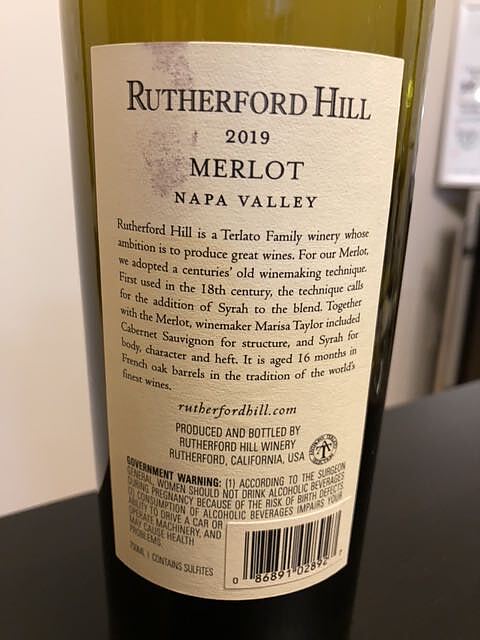 RUTHERFORD HILL
2019
MERLOT
NAPA VALLEY
Rutherford Hill is a Terlato Family winery whose
ambition is to produce great wines. For our Merlot,
we adopted a centuries' old winemaking technique.
First used in the 18th century, the technique calls
for the addition of Syrah to the blend. Together
with the Merlot, winemaker Marisa Taylor included
Cabernet Sauvignon for structure, and Syrah for
body, character and heft. It is aged 16 months in
French oak barrels in the tradition of the world's
finest wines.
rutherfordhill.com
PRODUCED AND BOTTLED BY
RUTHERFORD HILL WINERY
RUTHERFORD, CALIFORNIA, USA
GOVERNMENT WARNING: (1) ACCORDING TO THE SURGEON
GENERAL, WOMEN SHOULD NOT DRINK ALCOHOLIC BEVERAGES
DURING PREGNANCY BECAUSE OF THE RISK OF BIRTH DEFECTS.
(2) CONSUMPTION OF ALCOHOLIC BEVERAGES IMPAIRS YOUR
ABILITY TO DRIVE A CAR OR
OPERATE MACHINERY, AND
MAY CAUSE HEALTH
PROBLEMS.
750ML | CONTAINS SULFITES
0 86891 02892 7